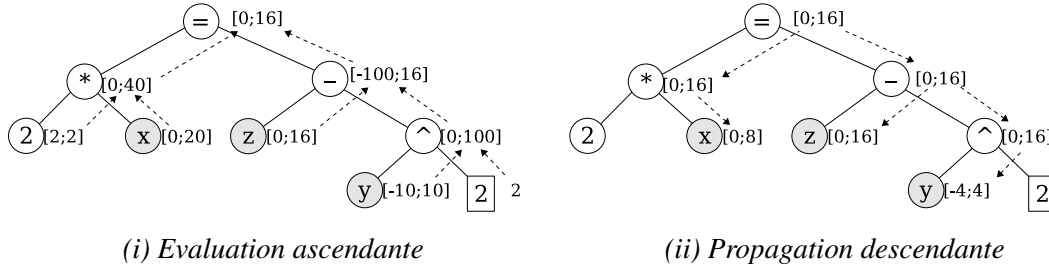 = [0;16] = [0;16]
* [0;40] − [-100;16] * [0;16] − [0;16]
2 [2;2] x [0;20] z [0;16] ^ [0;100] 2 x [0;8] z [0;16] ^ [0;16]
y [-10;10] 2 2 y [-4;4] 2
(i) Evaluation ascendante (ii) Propagation descendante